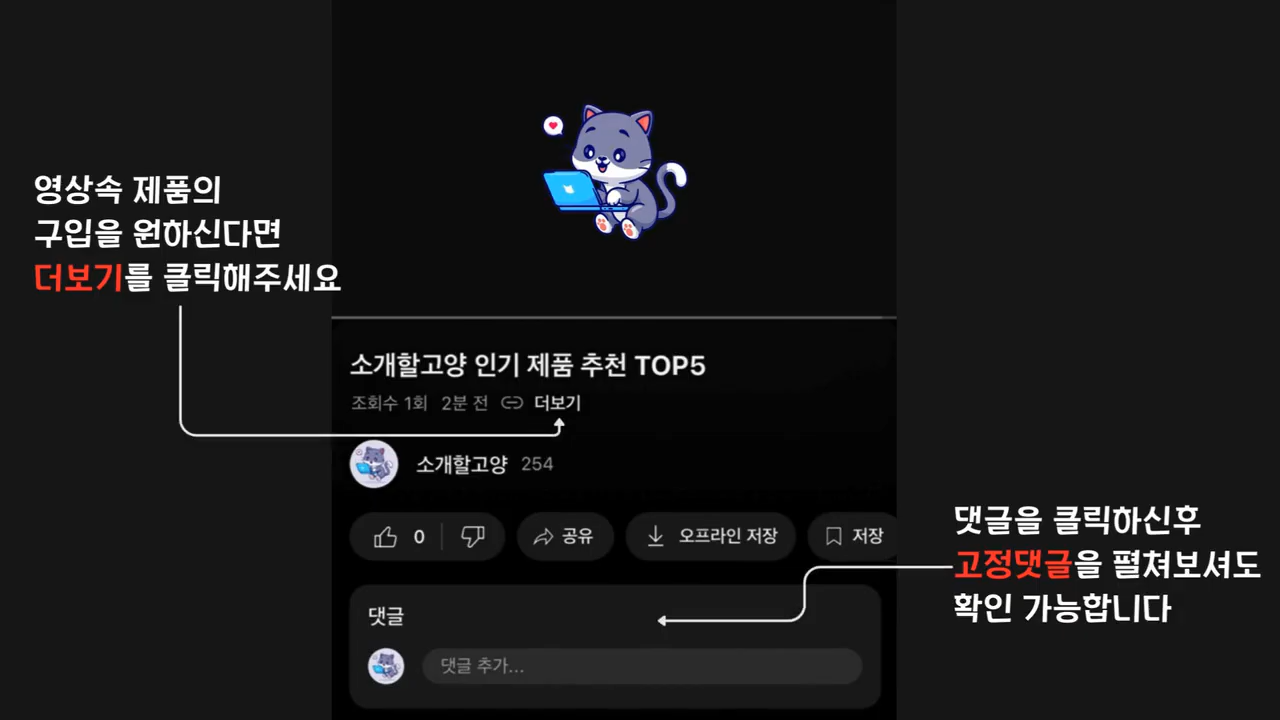 영상속 제품의
구입을 원하신다면
더보기를 클릭해주세요
소개할고양 인기 제품 추천 TOP5
조회수 1회 2분 전 더보기
소개할고양 254
0 공유 오프라인 저장 저장
댓글을 클릭하신후
고정댓글을 펼쳐보셔도
확인 가능합니다
댓글
댓글 추가...